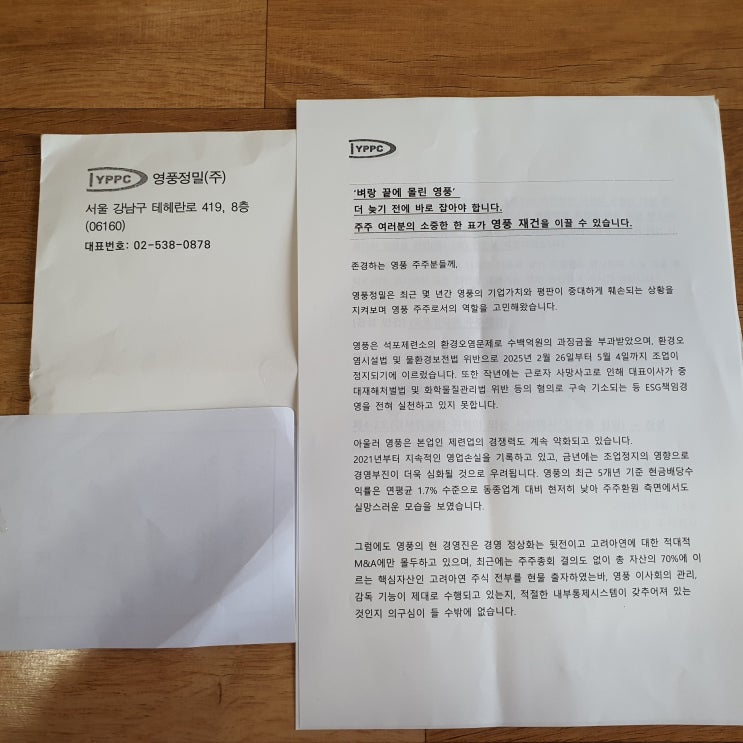 YPPC 영풍정밀(주)
서울 강남구 테헤란로 419, 8층
(06160)
대표번호: 02-538-0878
YPPC
'벼랑 끝에 몰린 영풍'
더 늦기 전에 바로 잡아야 합니다.
주주 여러분의 소중한 한 표가 영풍 재건을 이끌 수 있습니다.
존경하는 영풍 주주분들께,
영풍정밀은 최근 몇 년간 영풍의 기업가치와 평판이 중대하게 훼손되는 상황을
지켜보며 영풍 주주로서의 역할을 고민해왔습니다.
영풍은 석포제련소의 환경오염문제로 수백억원의 과징금을 부과받았으며, 환경오
염시설법 및 물환경보전법 위반으로 2025년 2월 26일부터 5월 4일까지 조업이
정지되기에 이르렀습니다. 또한 작년에는 근로자 사망사고로 인해 대표이사가 중
대재해처벌법 및 화학물질관리법 위반 등의 혐의로 구속 기소되는 등 ESG책임경
영을 전혀 실천하고 있지 못합니다.
아울러 영풍은 본업인 제련업의 경쟁력도 계속 악화되고 있습니다.
2021년부터 지속적인 영업손실을 기록하고 있고, 금년에는 조업정지의 영향으로
경영부진이 더욱 심화될 것으로 우려됩니다. 영풍의 최근 5개년 기준 현금배당수
익률은 연평균 1.7% 수준으로 동종업계 대비 현저히 낮아 주주환원 측면에서도
실망스러운 모습을 보였습니다.
그럼에도 영풍의 현 경영진은 경영 정상화는 뒷전이고 고려아연에 대한 적대적
M&A에만 몰두하고 있으며, 최근에는 주주총회 결의도 없이 총 자산의 70%에 이
르는 핵심자산인 고려아연 주식 전부를 현물 출자하였는바, 영풍 이사회의 관리,
감독 기능이 제대로 수행되고 있는지, 적절한 내부통제시스템이 갖추어져 있는
것인지 의구심이 들 수밖에 없습니다.